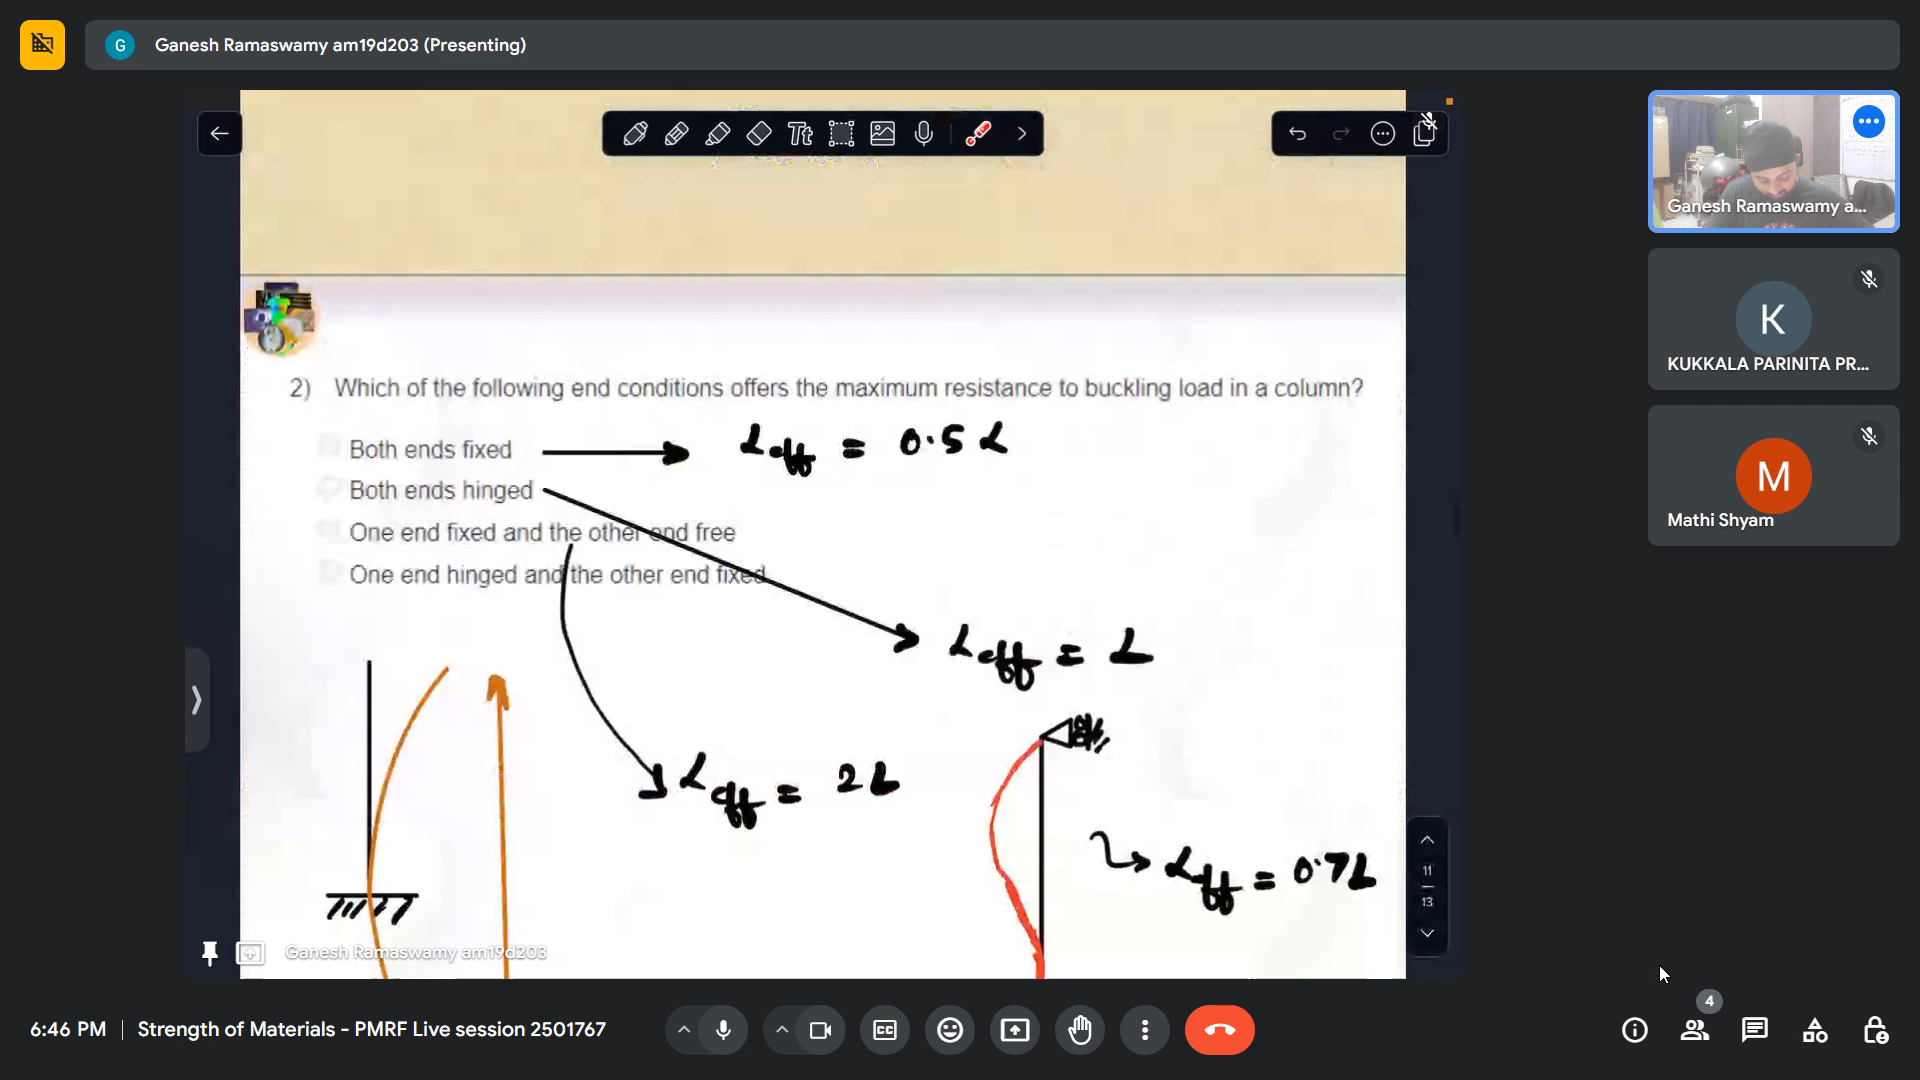 G Ganesh Ramaswamy am19d203 (Presenting)
Tt
Ganesh Ramaswamy a...
K
KUKKALA PARINITA PR...
M
Mathi Shyam
2) Which of the following end conditions offers the maximum resistance to buckling load in a column?
Both ends fixed
Leff = 0.5 L
Both ends hinged
One end fixed and the other end free
One end hinged and the other end fixed
Leff = L
Leff = 2L
Leff = 0.7L
11
13
Ganesh Ramaswamy am19d203
6:46 PM | Strength of Materials - PMRF Live session 2501767
CC
4